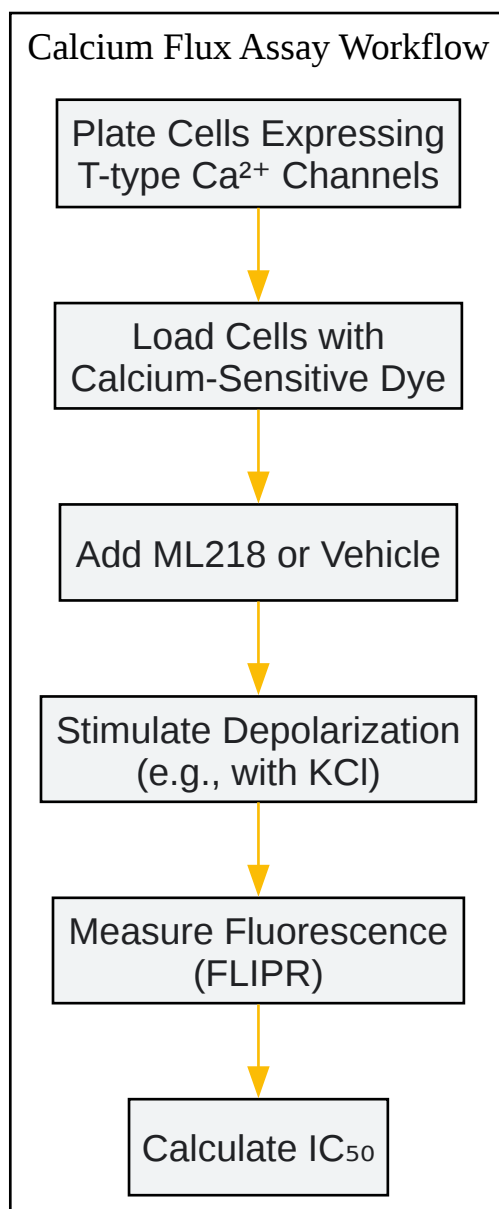 Calcium Flux Assay Workflow
Plate Cells Expressing
T-type Ca²⁺ Channels
Load Cells with
Calcium-Sensitive Dye
Add ML218 or Vehicle
Stimulate Depolarization
(e.g., with KCl)
Measure Fluorescence
(FLIPR)
Calculate IC₅₀